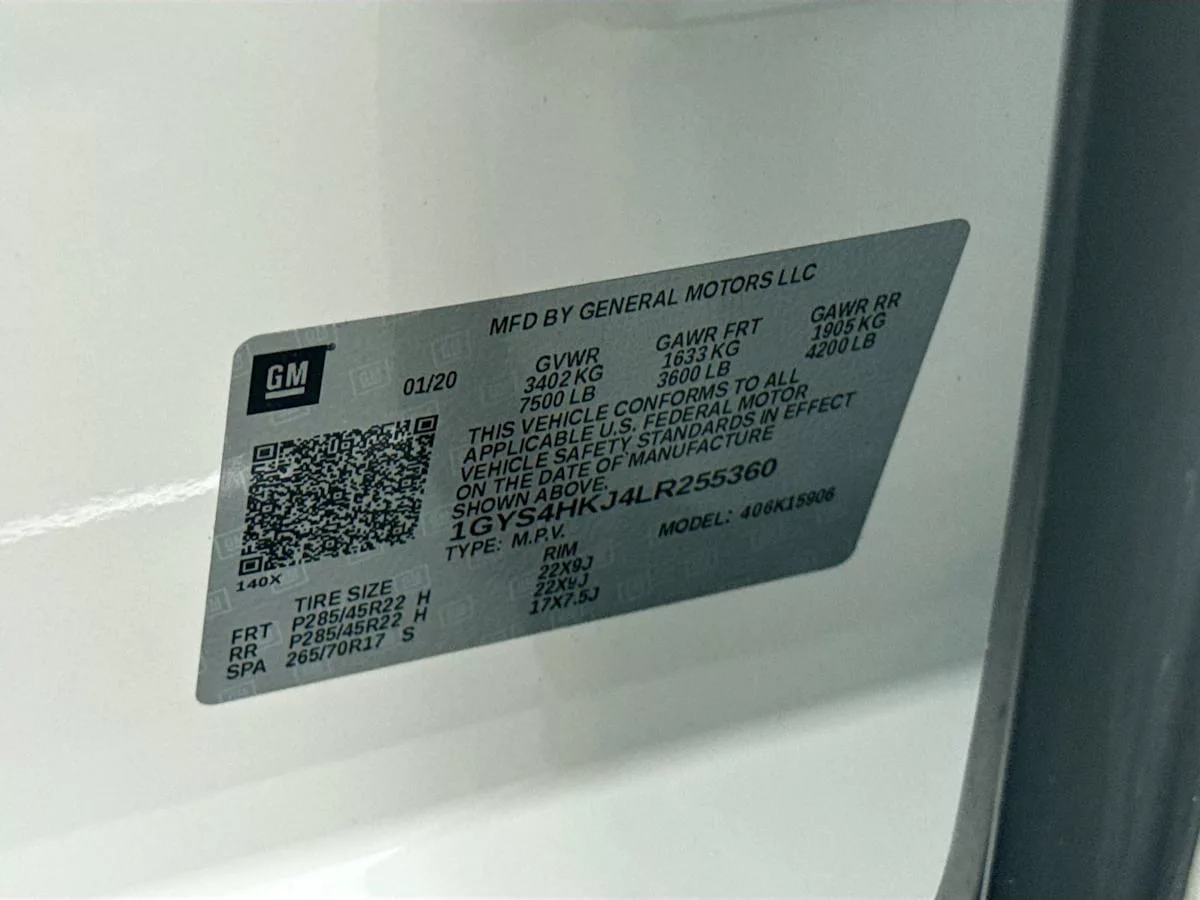 MFD BY GENERAL MOTORS LLC
GM
01/20
GVWR GAWR FRT GAWR RR
3402 KG 1633 KG 1905 KG
7500 LB 3600 LB 4200 LB
THIS VEHICLE CONFORMS TO ALL
APPLICABLE U.S. FEDERAL MOTOR
VEHICLE SAFETY STANDARDS IN EFFECT
ON THE DATE OF MANUFACTURE
SHOWN ABOVE.
1GYS4HKJ4LR255360
TYPE: M.P.V. MODEL: 406K15906
140X
TIRE SIZE RIM
FRT P285/45R22 H 22X9J
RR P285/45R22 H 22X9J
SPA 265/70R17 S 17X7.5J